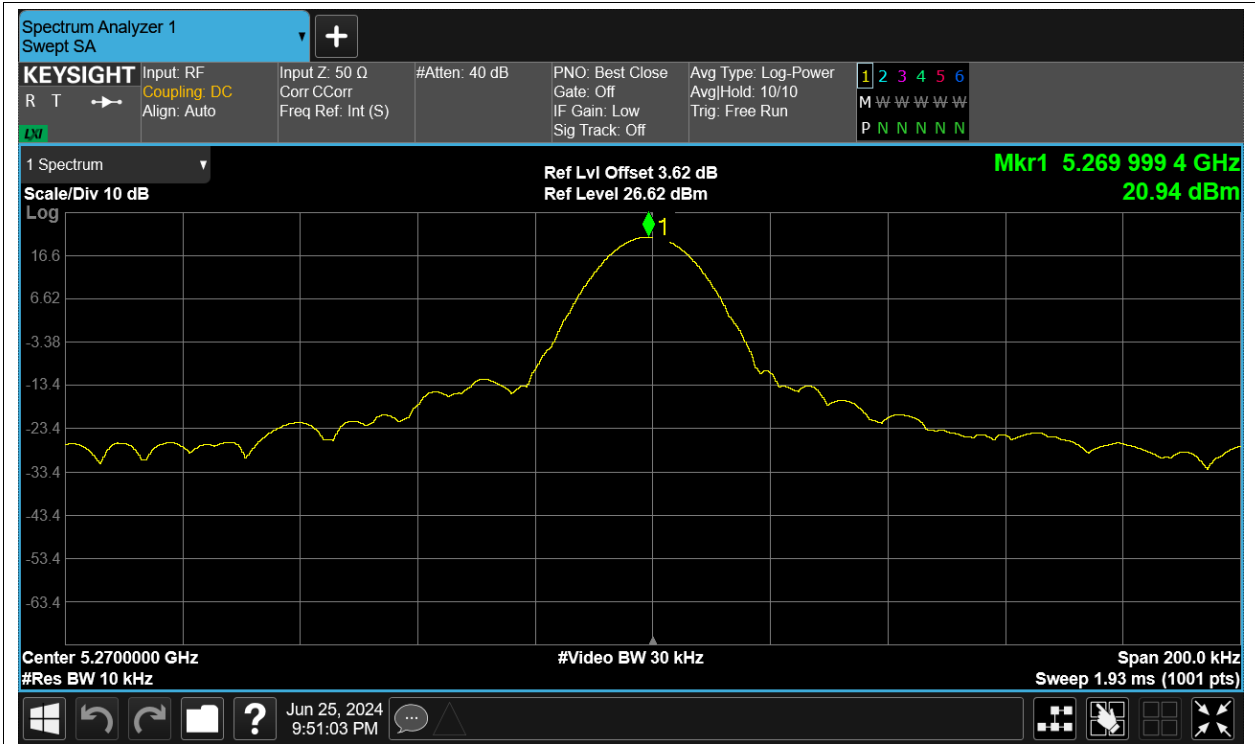 Spectrum Analyzer 1
Swept SA
+
KEYSIGHT
R T
LXI
Input: RF
Coupling: DC
Align: Auto
Input Z: 50 Ω
Corr CCorr
Freq Ref: Int (S)
#Atten: 40 dB
PNO: Best Close
Gate: Off
IF Gain: Low
Sig Track: Off
Avg Type: Log-Power
Avg|Hold: 10/10
Trig: Free Run
1 2 3 4 5 6
M W W W W W
P N N N N N
1 Spectrum
Scale/Div 10 dB
Log
Ref Lvl Offset 3.62 dB
Ref Level 26.62 dBm
Mkr1 5.269 999 4 GHz
20.94 dBm
1
16.6
6.62
-3.38
-13.4
-23.4
-33.4
-43.4
-53.4
-63.4
Center 5.2700000 GHz
#Res BW 10 kHz
#Video BW 30 kHz
Span 200.0 kHz
Sweep 1.93 ms (1001 pts)
?
Jun 25, 2024
9:51:03 PM